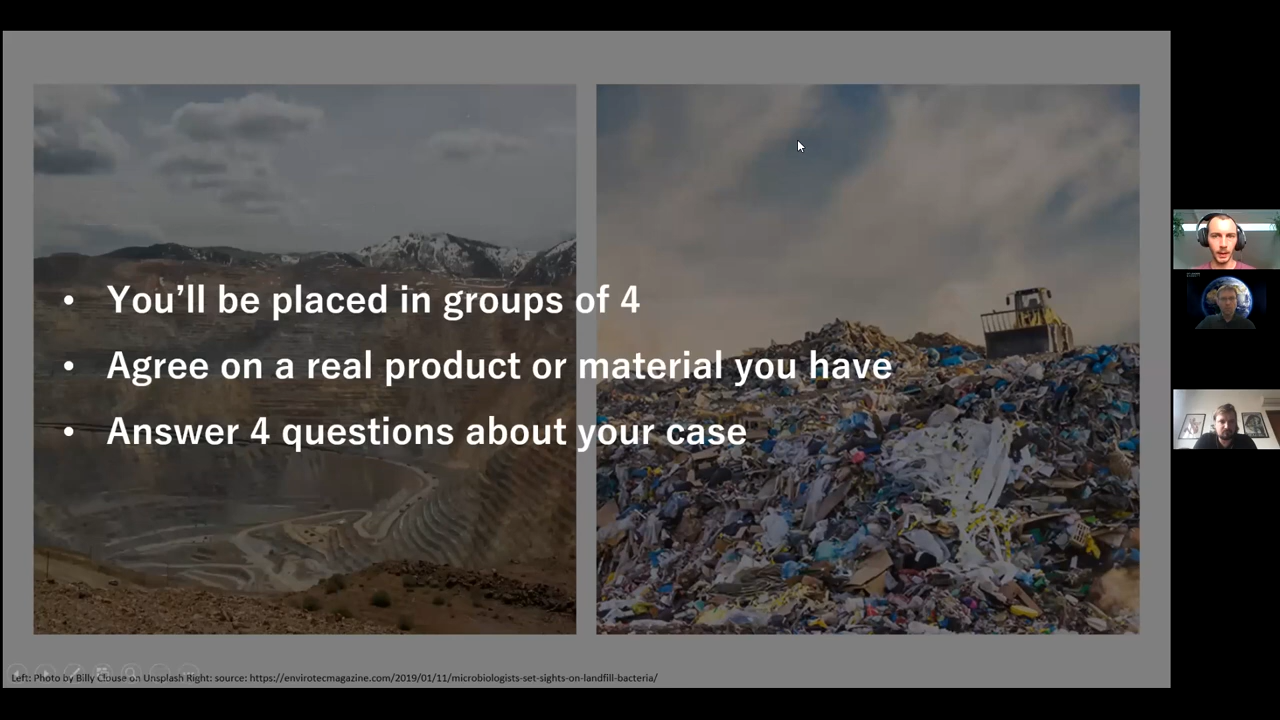 • You’ll be placed in groups of 4
• Agree on a real product or material you have
• Answer 4 questions about your case
Left: Photo by Billy Clouse on Unsplash Right: source: https://envirotecmagazine.com/2019/01/11/microbiologists-set-sights-on-landfill-bacteria/